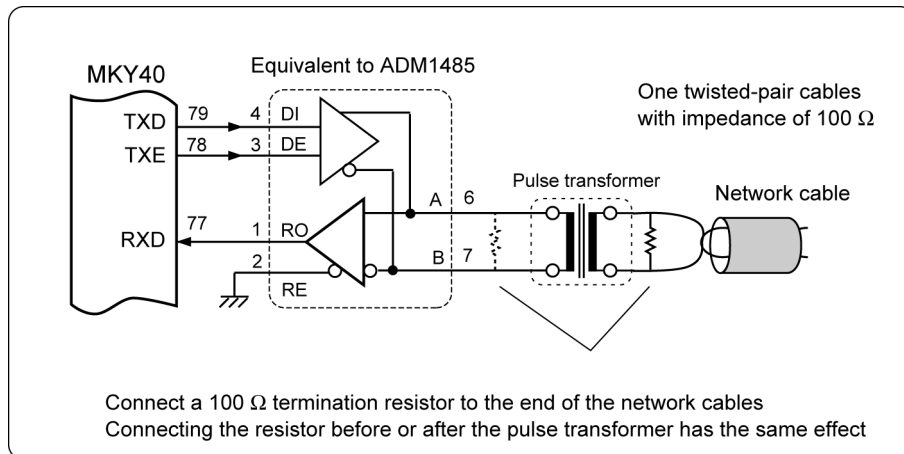 MKY40
Equivalent to ADM1485
TXD 79 4 DI
TXE 78 3 DE
RXD 77 1 RO
2 RE
A 6
B 7
One twisted-pair cables
with impedance of 100 Ω
Pulse transformer
Network cable
Connect a 100 Ω termination resistor to the end of the network cables
Connecting the resistor before or after the pulse transformer has the same effect